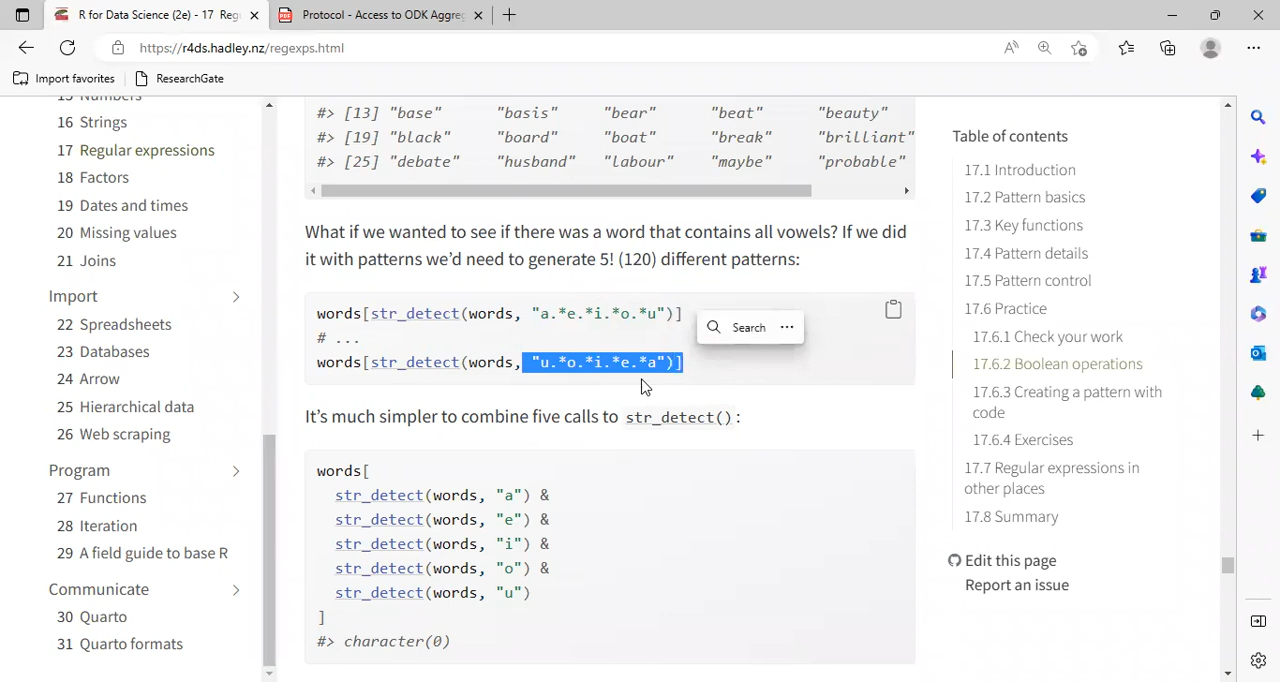 R for Data Science (2e) - 17 Regu
Protocol - Access to ODK Aggreg
https://r4ds.hadley.nz/regexps.html
Import favorites
ResearchGate
15 Numbers
16 Strings
17 Regular expressions
18 Factors
19 Dates and times
20 Missing values
21 Joins
Import
22 Spreadsheets
23 Databases
24 Arrow
25 Hierarchical data
26 Web scraping
Program
27 Functions
28 Iteration
29 A field guide to base R
Communicate
30 Quarto
31 Quarto formats
#> [13] "base" "basis" "bear" "beat" "beauty"
#> [19] "black" "board" "boat" "break" "brilliant"
#> [25] "debate" "husband" "labour" "maybe" "probable"
What if we wanted to see if there was a word that contains all vowels? If we did
it with patterns we'd need to generate 5! (120) different patterns:
words[str_detect(words, "a.*e.*i.*o.*u")]
# ...
words[str_detect(words, "u.*o.*i.*e.*a")]
Search
It's much simpler to combine five calls to str_detect():
words[
str_detect(words, "a") &
str_detect(words, "e") &
str_detect(words, "i") &
str_detect(words, "o") &
str_detect(words, "u")
]
#> character(0)
Table of contents
17.1 Introduction
17.2 Pattern basics
17.3 Key functions
17.4 Pattern details
17.5 Pattern control
17.6 Practice
17.6.1 Check your work
17.6.2 Boolean operations
17.6.3 Creating a pattern with
code
17.6.4 Exercises
17.7 Regular expressions in
other places
17.8 Summary
Edit this page
Report an issue